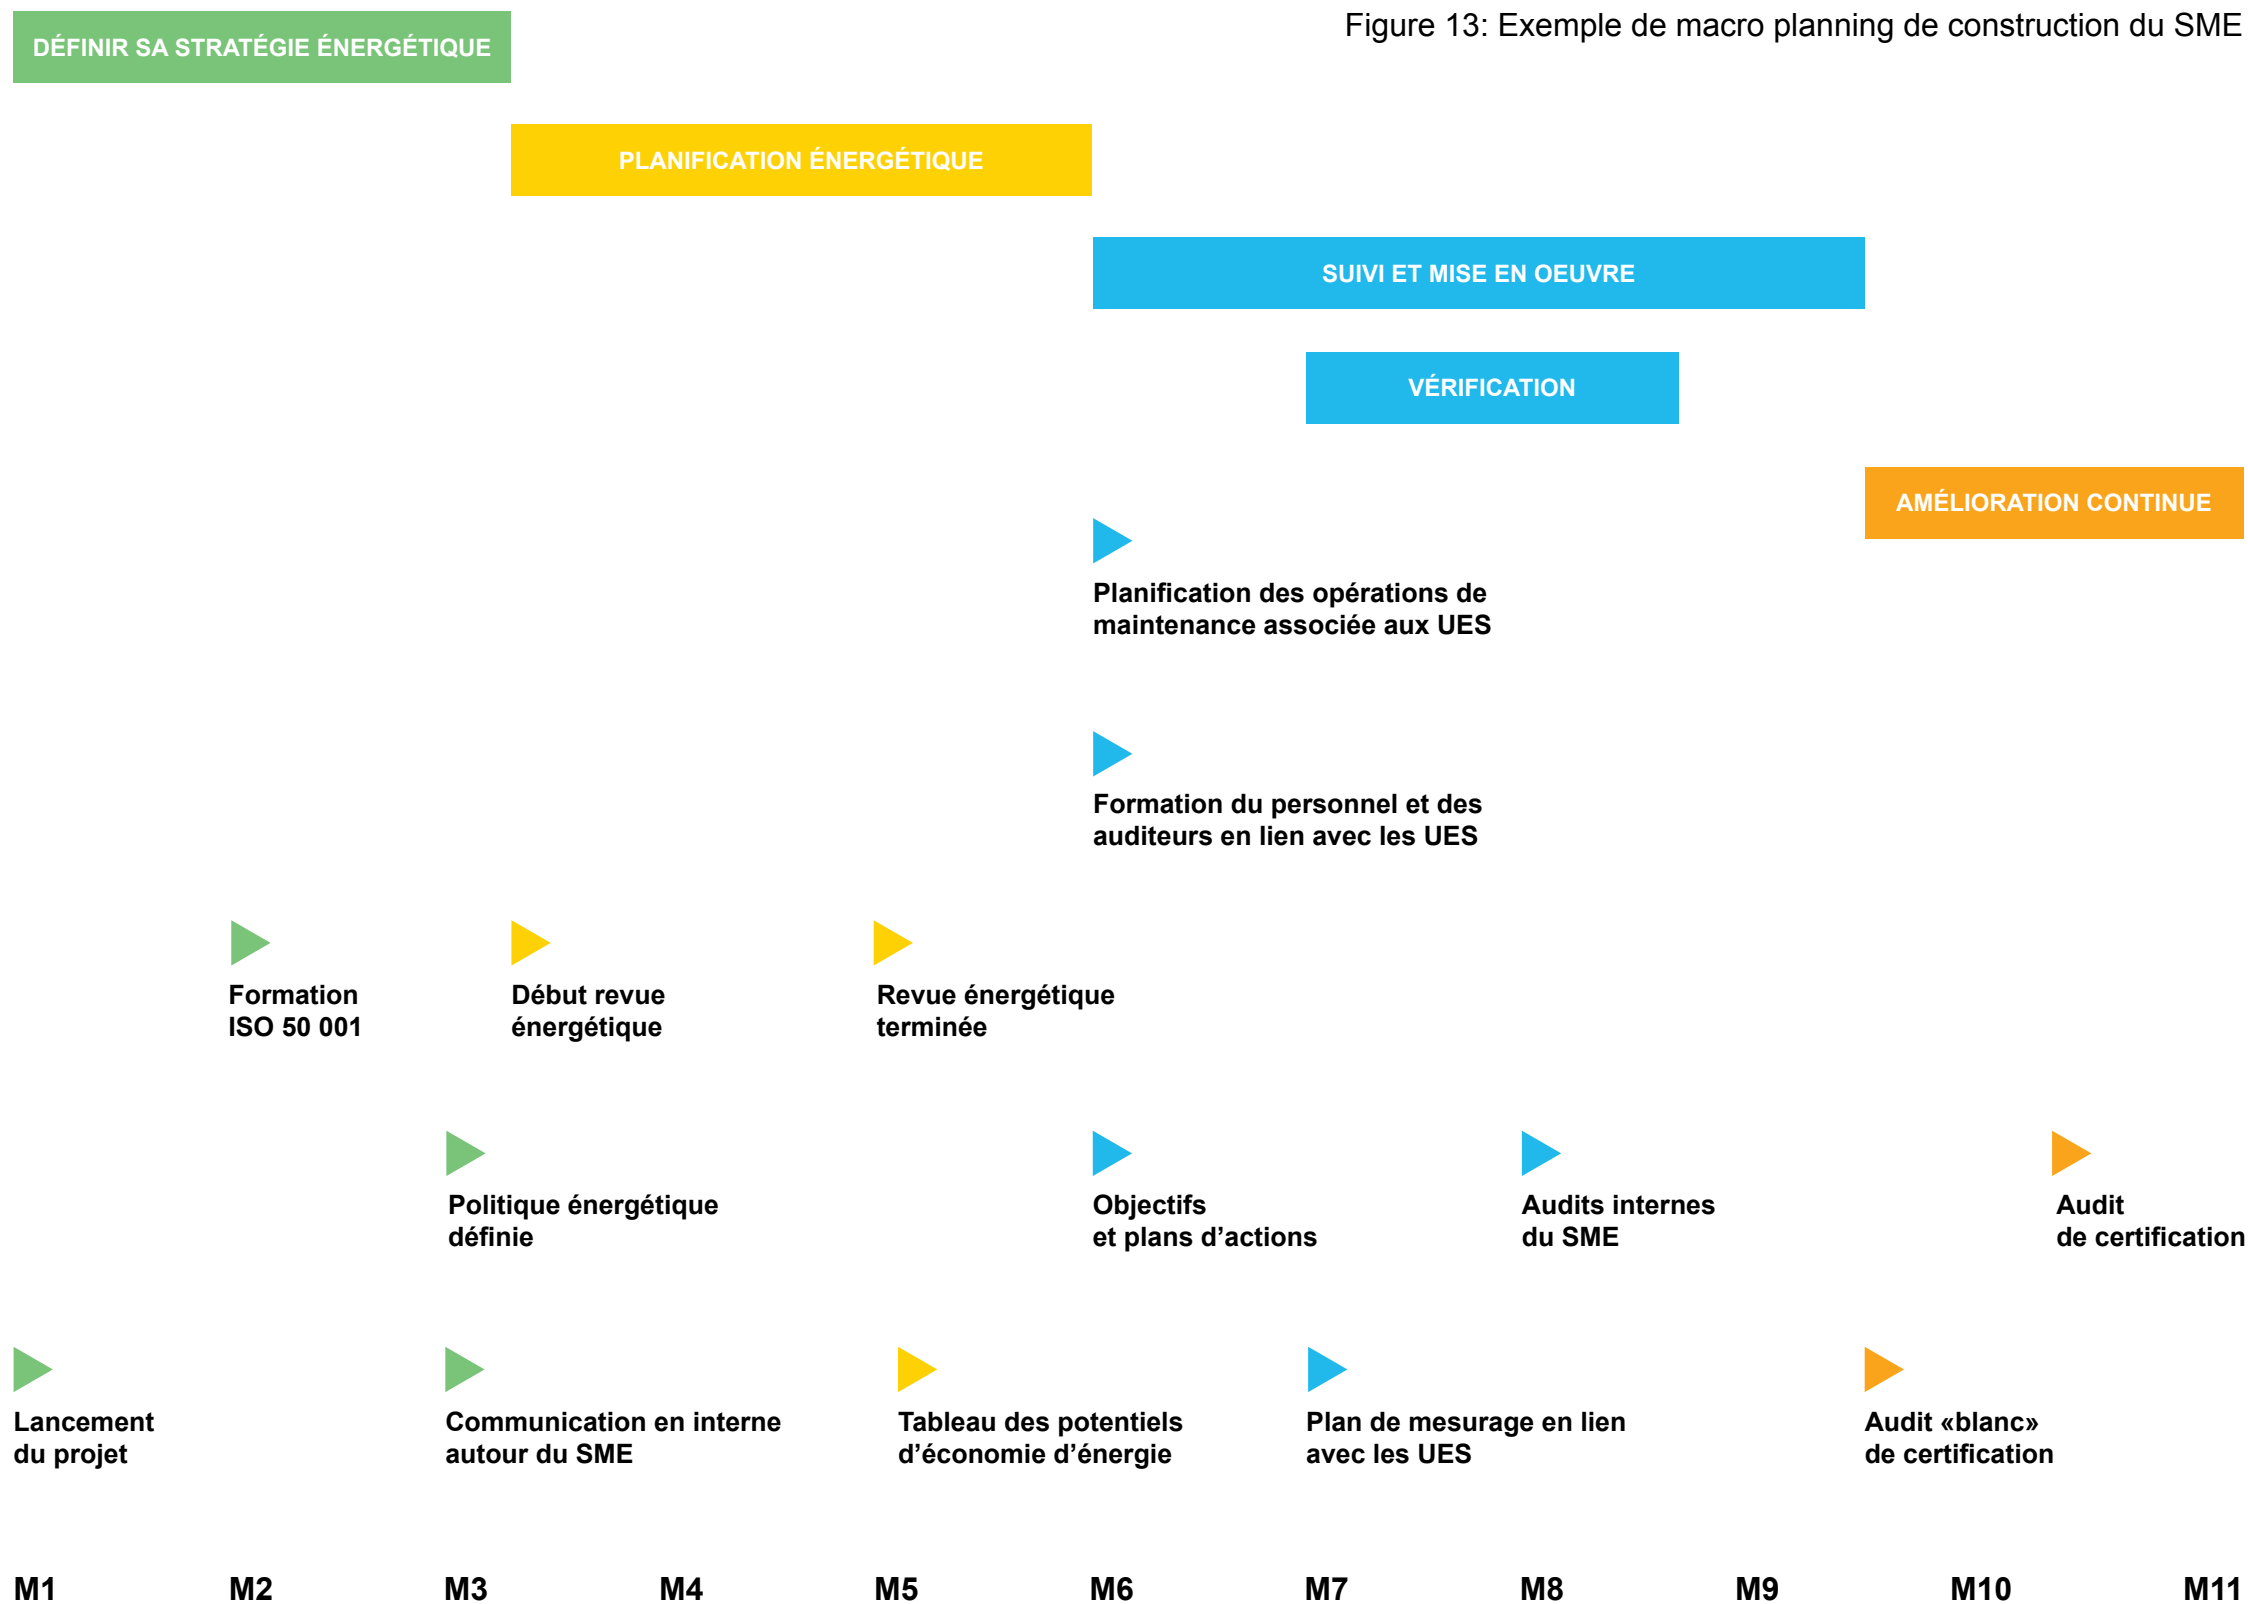 Figure 13: Exemple de macro planning de construction du SME
DÉFINIR SA STRATÉGIE ÉNERGÉTIQUE
PLANIFICATION ÉNERGÉTIQUE
SUIVI ET MISE EN OEUVRE
VÉRIFICATION
AMÉLIORATION CONTINUE
Planification des opérations de
maintenance associée aux UES
Formation du personnel et des
auditeurs en lien avec les UES
Formation
ISO 50 001
Début revue
énergétique
Revue énergétique
terminée
Politique énergétique
définie
Objectifs
et plans d’actions
Audits internes
du SME
Audit
de certification
Lancement
du projet
Communication en interne
autour du SME
Tableau des potentiels
d’économie d’énergie
Plan de mesurage en lien
avec les UES
Audit «blanc»
de certification
M1 M2 M3 M4 M5 M6 M7 M8 M9 M10 M11